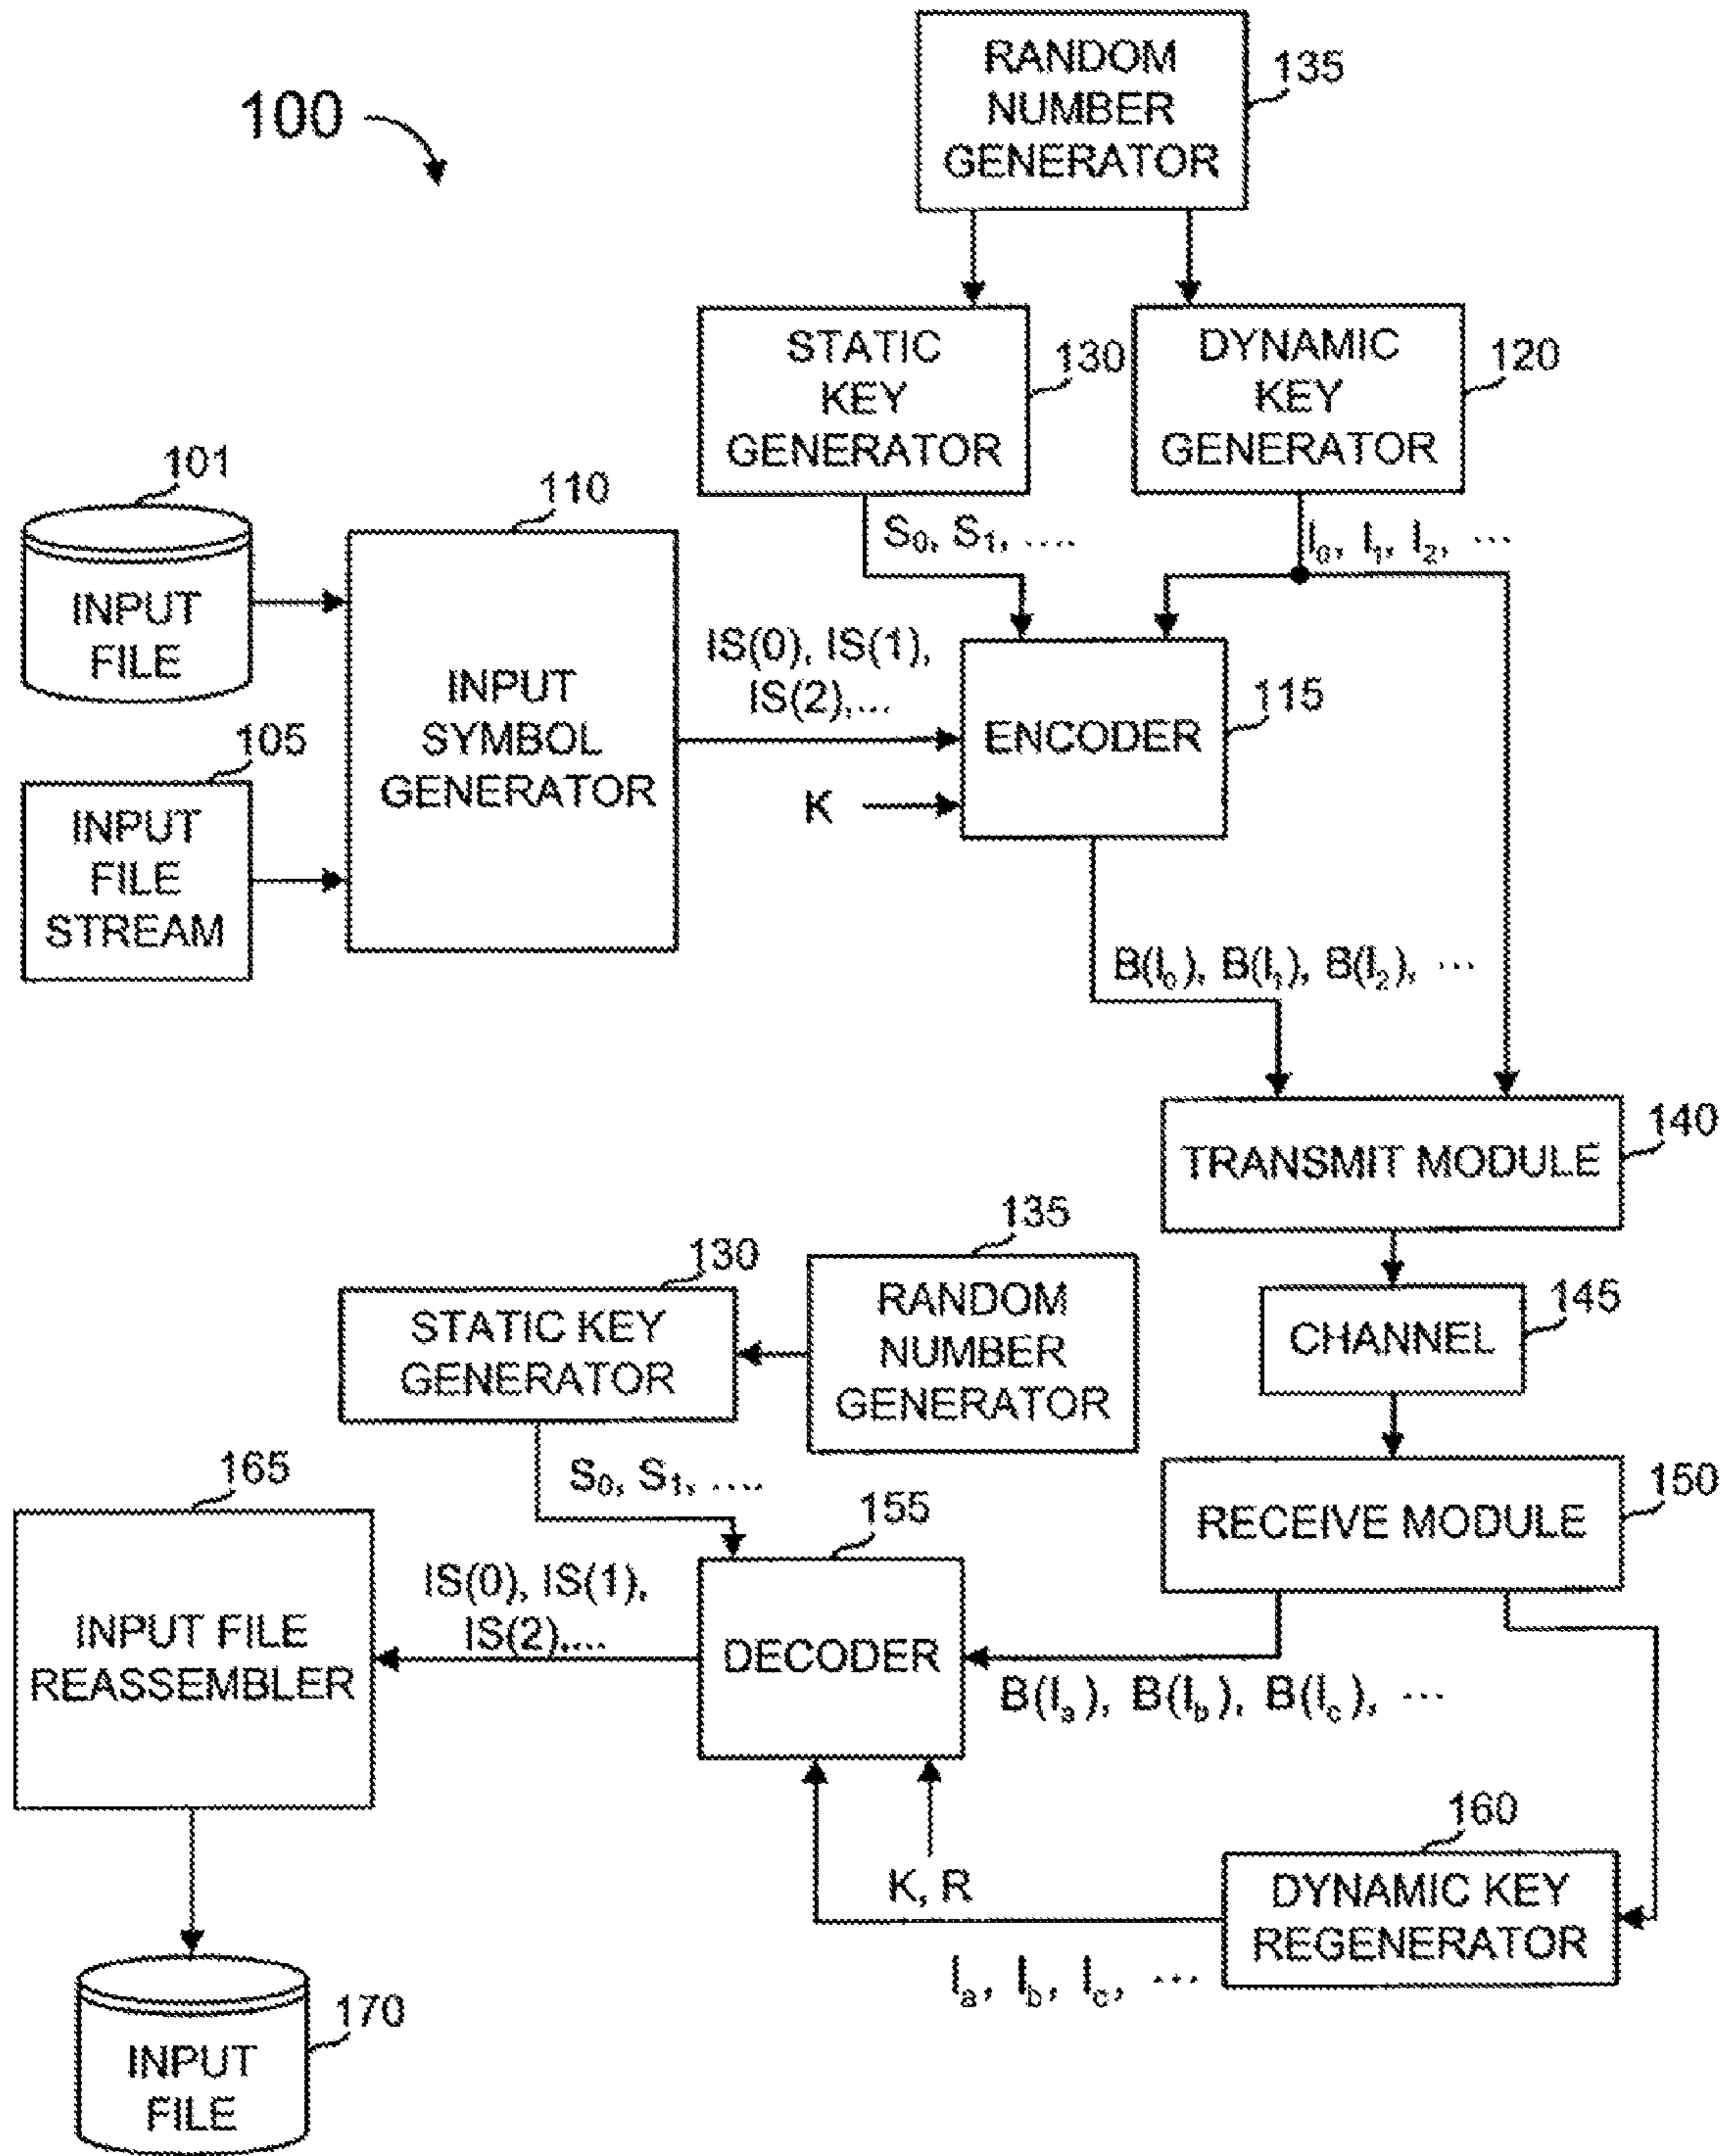 100
RANDOM
NUMBER
GENERATOR
135
STATIC
KEY
GENERATOR
130
DYNAMIC
KEY
GENERATOR
120
101
INPUT
FILE
105
INPUT
FILE
STREAM
110
INPUT
SYMBOL
GENERATOR
S₀, S₁, ....
I₀, I₁, I₂, ...
IS(0), IS(1),
IS(2),...
K
ENCODER
115
B(I₀), B(I₁), B(I₂), ...
TRANSMIT MODULE
140
CHANNEL
145
RECEIVE MODULE
150
135
RANDOM
NUMBER
GENERATOR
130
STATIC KEY
GENERATOR
S₀, S₁, ....
155
DECODER
B(Iₐ), B(I_b), B(I_c), ...
160
DYNAMIC KEY
REGENERATOR
K, R
Iₐ, I_b, I_c, ...
IS(0), IS(1),
IS(2),...
165
INPUT FILE
REASSEMBLER
170
INPUT
FILE